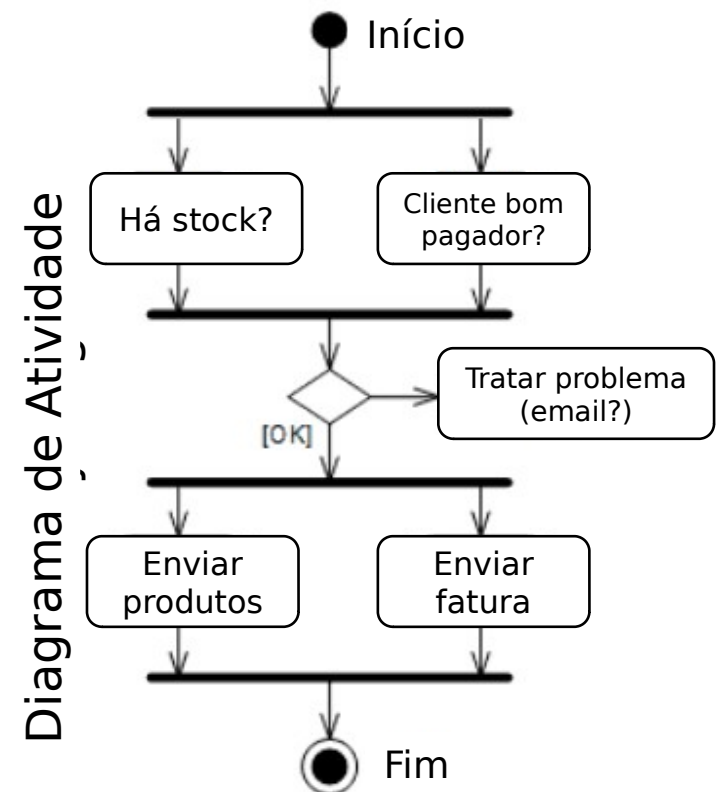 Início
Diagrama de Atividade
Há stock?
Cliente bom
pagador?
Tratar problema
(email?)
[OK]
Enviar
produtos
Enviar
fatura
Fim